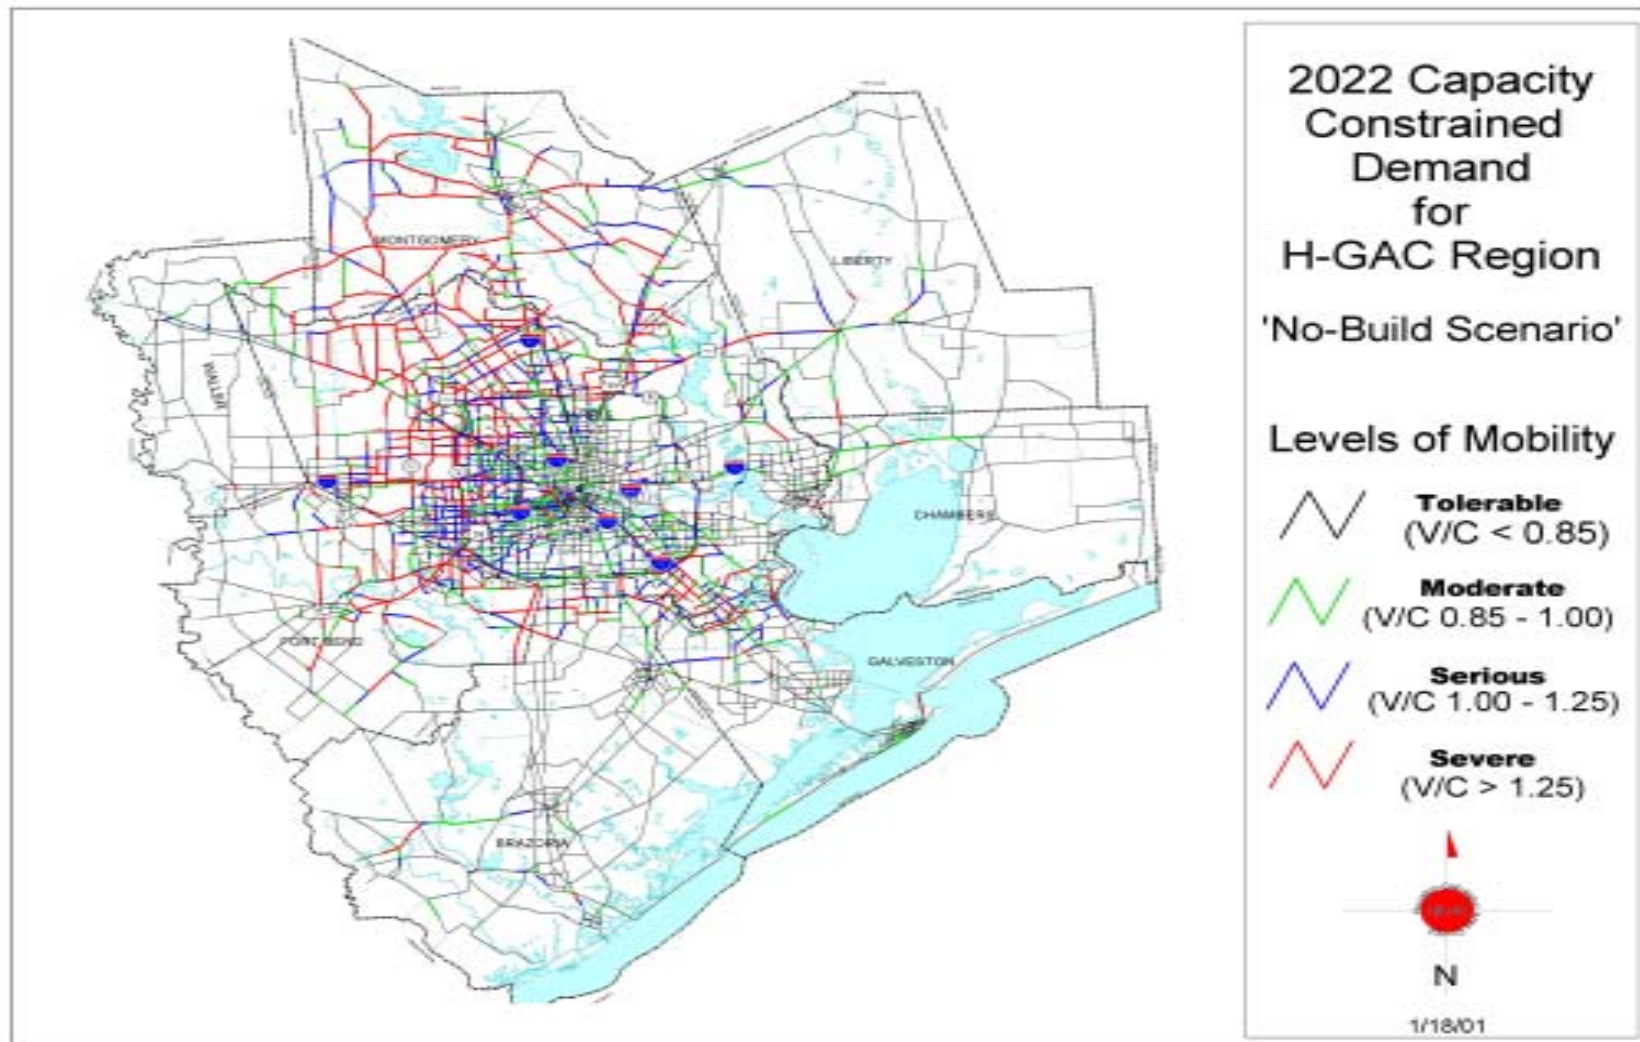 2022 Capacity
Constrained
Demand
for
H-GAC Region
'No-Build Scenario'
Levels of Mobility
Tolerable
(V/C < 0.85)
Moderate
(V/C 0.85 - 1.00)
Serious
(V/C 1.00 - 1.25)
Severe
(V/C > 1.25)
N
1/18/01
MONTGOMERY
LIBERTY
WALLER
CHAMBERS
FORT BEND
GALVESTON
BRAZORIA